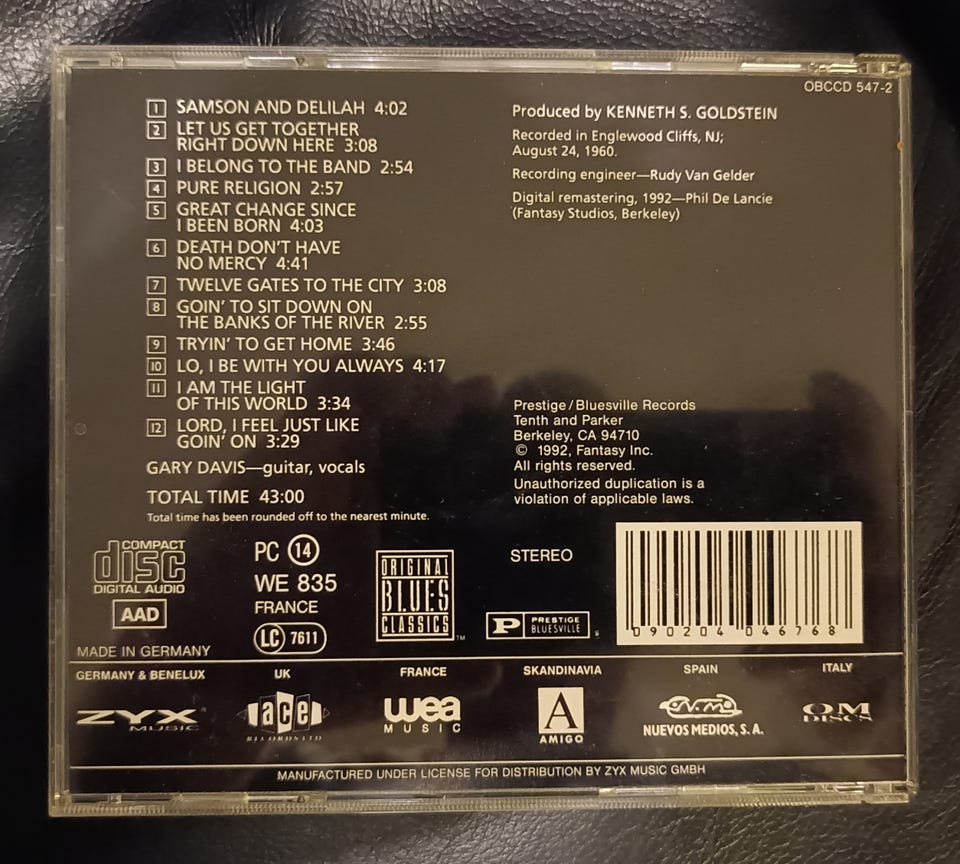 OBCCD 547-2
1 SAMSON AND DELILAH 4:02
2 LET US GET TOGETHER
RIGHT DOWN HERE 3:08
3 I BELONG TO THE BAND 2:54
4 PURE RELIGION 2:57
5 GREAT CHANGE SINCE
I BEEN BORN 4:03
6 DEATH DON'T HAVE
NO MERCY 4:41
7 TWELVE GATES TO THE CITY 3:08
8 GOIN' TO SIT DOWN ON
THE BANKS OF THE RIVER 2:55
9 TRYIN' TO GET HOME 3:46
10 LO, I BE WITH YOU ALWAYS 4:17
11 I AM THE LIGHT
OF THIS WORLD 3:34
12 LORD, I FEEL JUST LIKE
GOIN' ON 3:29
GARY DAVIS—guitar, vocals
TOTAL TIME 43:00
Total time has been rounded off to the nearest minute.
Produced by KENNETH S. GOLDSTEIN
Recorded in Englewood Cliffs, NJ;
August 24, 1960.
Recording engineer—Rudy Van Gelder
Digital remastering, 1992—Phil De Lancie
(Fantasy Studios, Berkeley)
Prestige/Bluesville Records
Tenth and Parker
Berkeley, CA 94710
© 1992, Fantasy Inc.
All rights reserved.
Unauthorized duplication is a
violation of applicable laws.
COMPACT
disc
DIGITAL AUDIO
AAD
MADE IN GERMANY
PC 14
WE 835
FRANCE
LC 7611
ORIGINAL
BLUES
CLASSICS
TM
STEREO
P PRESTIGE
BLUESVILLE
090204 046768
GERMANY & BENELUX
ZYX
MUSIC
UK
ace
RECORDS LTD
FRANCE
wea
MUSIC
SKANDINAVIA
A
AMIGO
SPAIN
N.M.
NUEVOS MEDIOS, S.A.
ITALY
OM
DISCS
MANUFACTURED UNDER LICENSE FOR DISTRIBUTION BY ZYX MUSIC GMBH